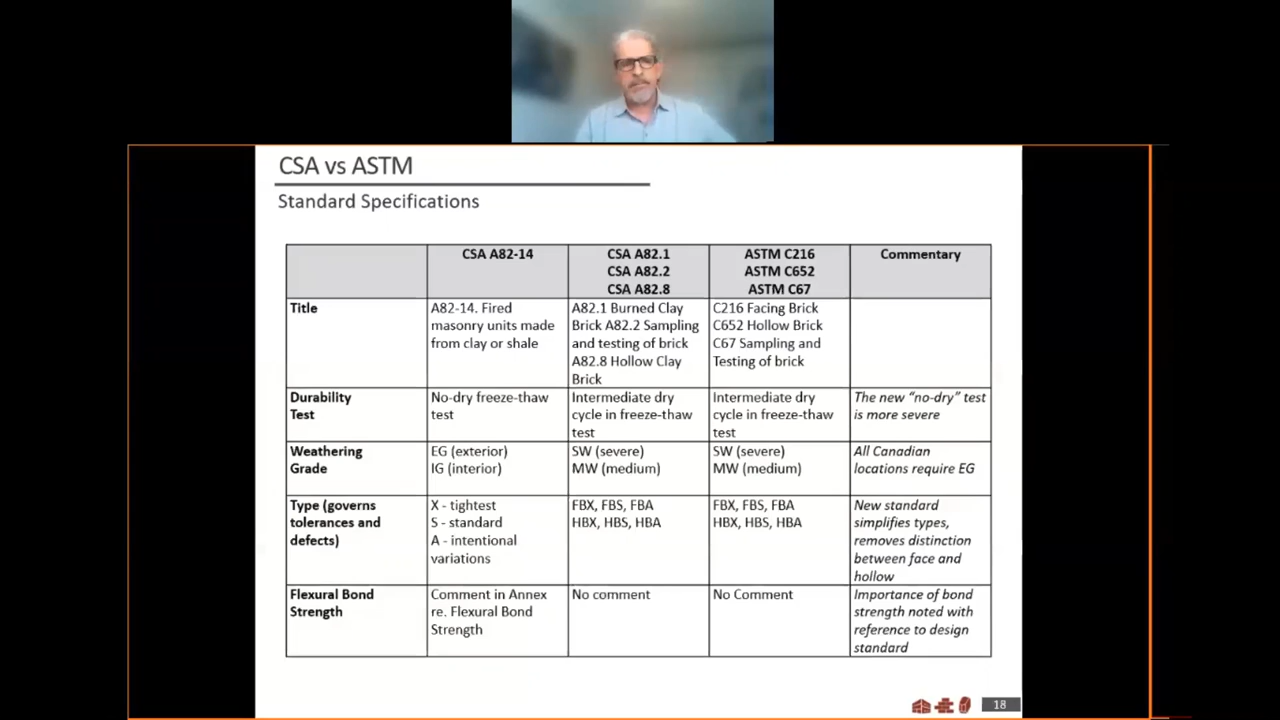 CSA vs ASTM
Standard Specifications
CSA A82-14
CSA A82.1
CSA A82.2
CSA A82.8
ASTM C216
ASTM C652
ASTM C67
Commentary
Title
A82-14. Fired
masonry units made
from clay or shale
A82.1 Burned Clay
Brick A82.2 Sampling
and testing of brick
A82.8 Hollow Clay
Brick
C216 Facing Brick
C652 Hollow Brick
C67 Sampling and
Testing of brick
Durability
Test
No-dry freeze-thaw
test
Intermediate dry
cycle in freeze-thaw
test
Intermediate dry
cycle in freeze-thaw
test
The new “no-dry” test
is more severe
Weathering
Grade
EG (exterior)
IG (interior)
SW (severe)
MW (medium)
SW (severe)
MW (medium)
All Canadian
locations require EG
Type (governs
tolerances and
defects)
X - tightest
S - standard
A - intentional
variations
FBX, FBS, FBA
HBX, HBS, HBA
FBX, FBS, FBA
HBX, HBS, HBA
New standard
simplifies types,
removes distinction
between face and
hollow
Flexural Bond
Strength
Comment in Annex
re. Flexural Bond
Strength
No comment
No Comment
Importance of bond
strength noted with
reference to design
standard
18